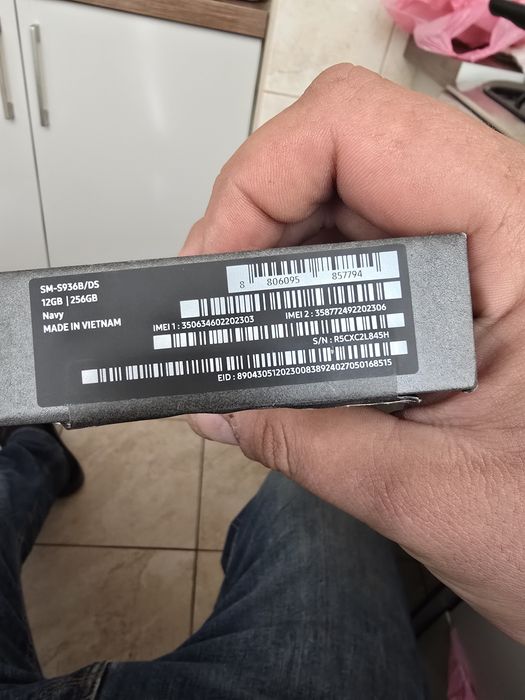 SM-S936B/DS
12GB | 256GB
Navy
MADE IN VIETNAM
8 806095 857794
IMEI 1 : 350634602202303
IMEI 2 : 358772492202306
S/N : R5CXC2L845H
EID : 89043051202300838924027050168515